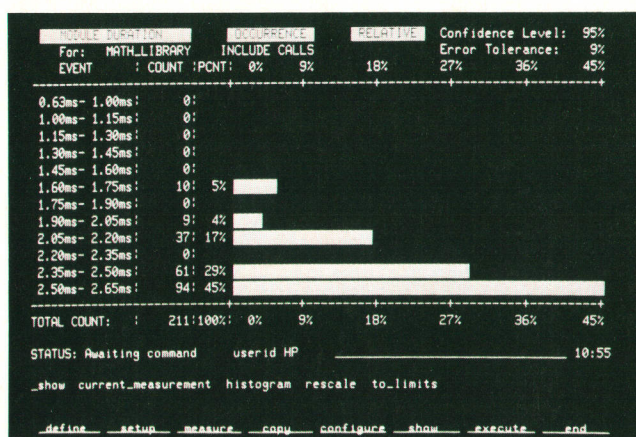 MODULE DURATION OCCURRENCE RELATIVE Confidence Level: 95%
For: MATH_LIBRARY INCLUDE CALLS Error Tolerance: 9%
EVENT : COUNT :PCNT: 0% 9% 18% 27% 36% 45%
0.63ms- 1.00ms: 0:
1.00ms- 1.15ms: 0:
1.15ms- 1.30ms: 0:
1.30ms- 1.45ms: 0:
1.45ms- 1.60ms: 0:
1.60ms- 1.75ms: 10: 5%
1.75ms- 1.90ms: 0:
1.90ms- 2.05ms: 9: 4%
2.05ms- 2.20ms: 37: 17%
2.20ms- 2.35ms: 0:
2.35ms- 2.50ms: 61: 29%
2.50ms- 2.65ms: 94: 45%
TOTAL COUNT: : 211:100%: 0% 9% 18% 27% 36% 45%
STATUS: Awaiting command userid HP 10:55
_show current_measurement histogram rescale to_limits
define setup measure copy configure show execute end